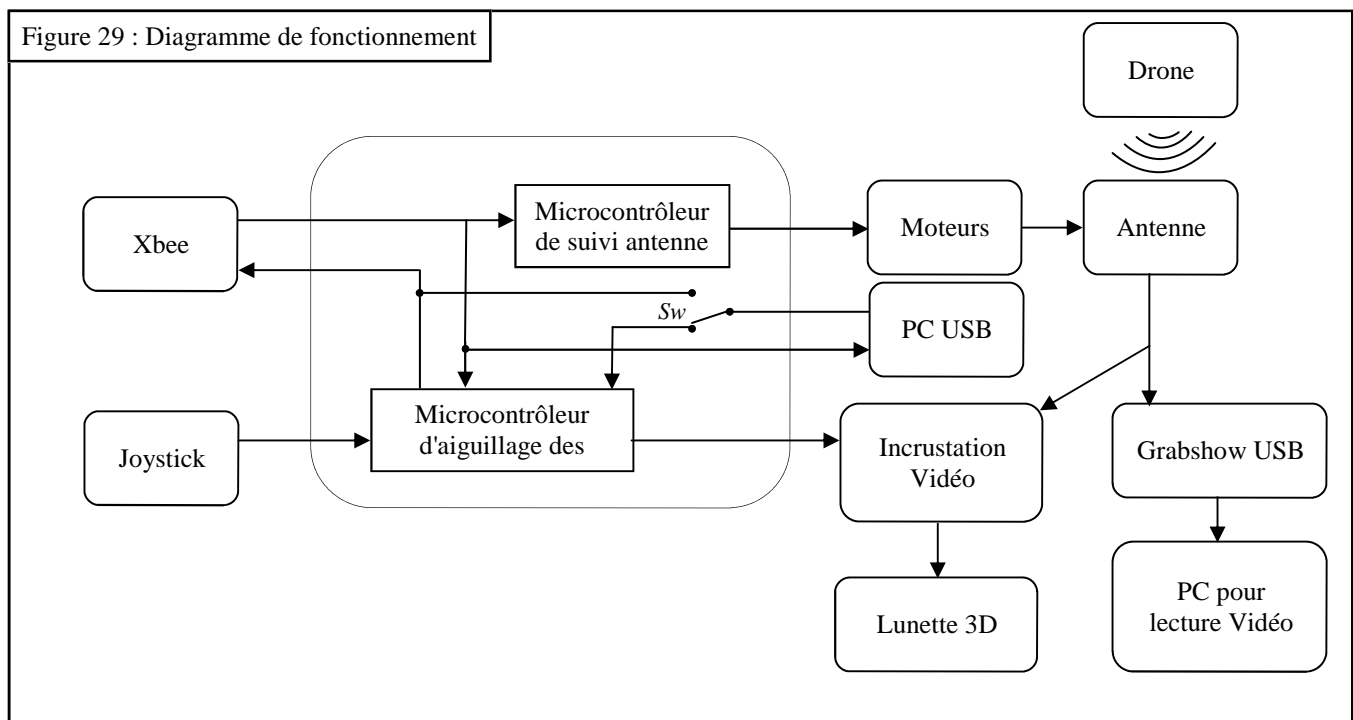 Figure 29 : Diagramme de fonctionnement
Drone
Xbee
Microcontrôleur
de suivi antenne
Moteurs
Antenne
Sw
PC USB
Joystick
Microcontrôleur
d'aiguillage des
Incrustation
Vidéo
Grabshow USB
Lunette 3D
PC pour
lecture Vidéo